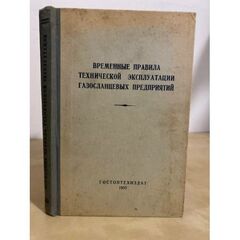 ВРЕМЕННЫЕ ПРАВИЛА
ТЕХНИЧЕСКОЙ ЭКСПЛУАТАЦИИ
ГАЗОСЛАНЦЕВЫХ ПРЕДПРИЯТИЙ
ГОСТОПТЕХИЗДАТ